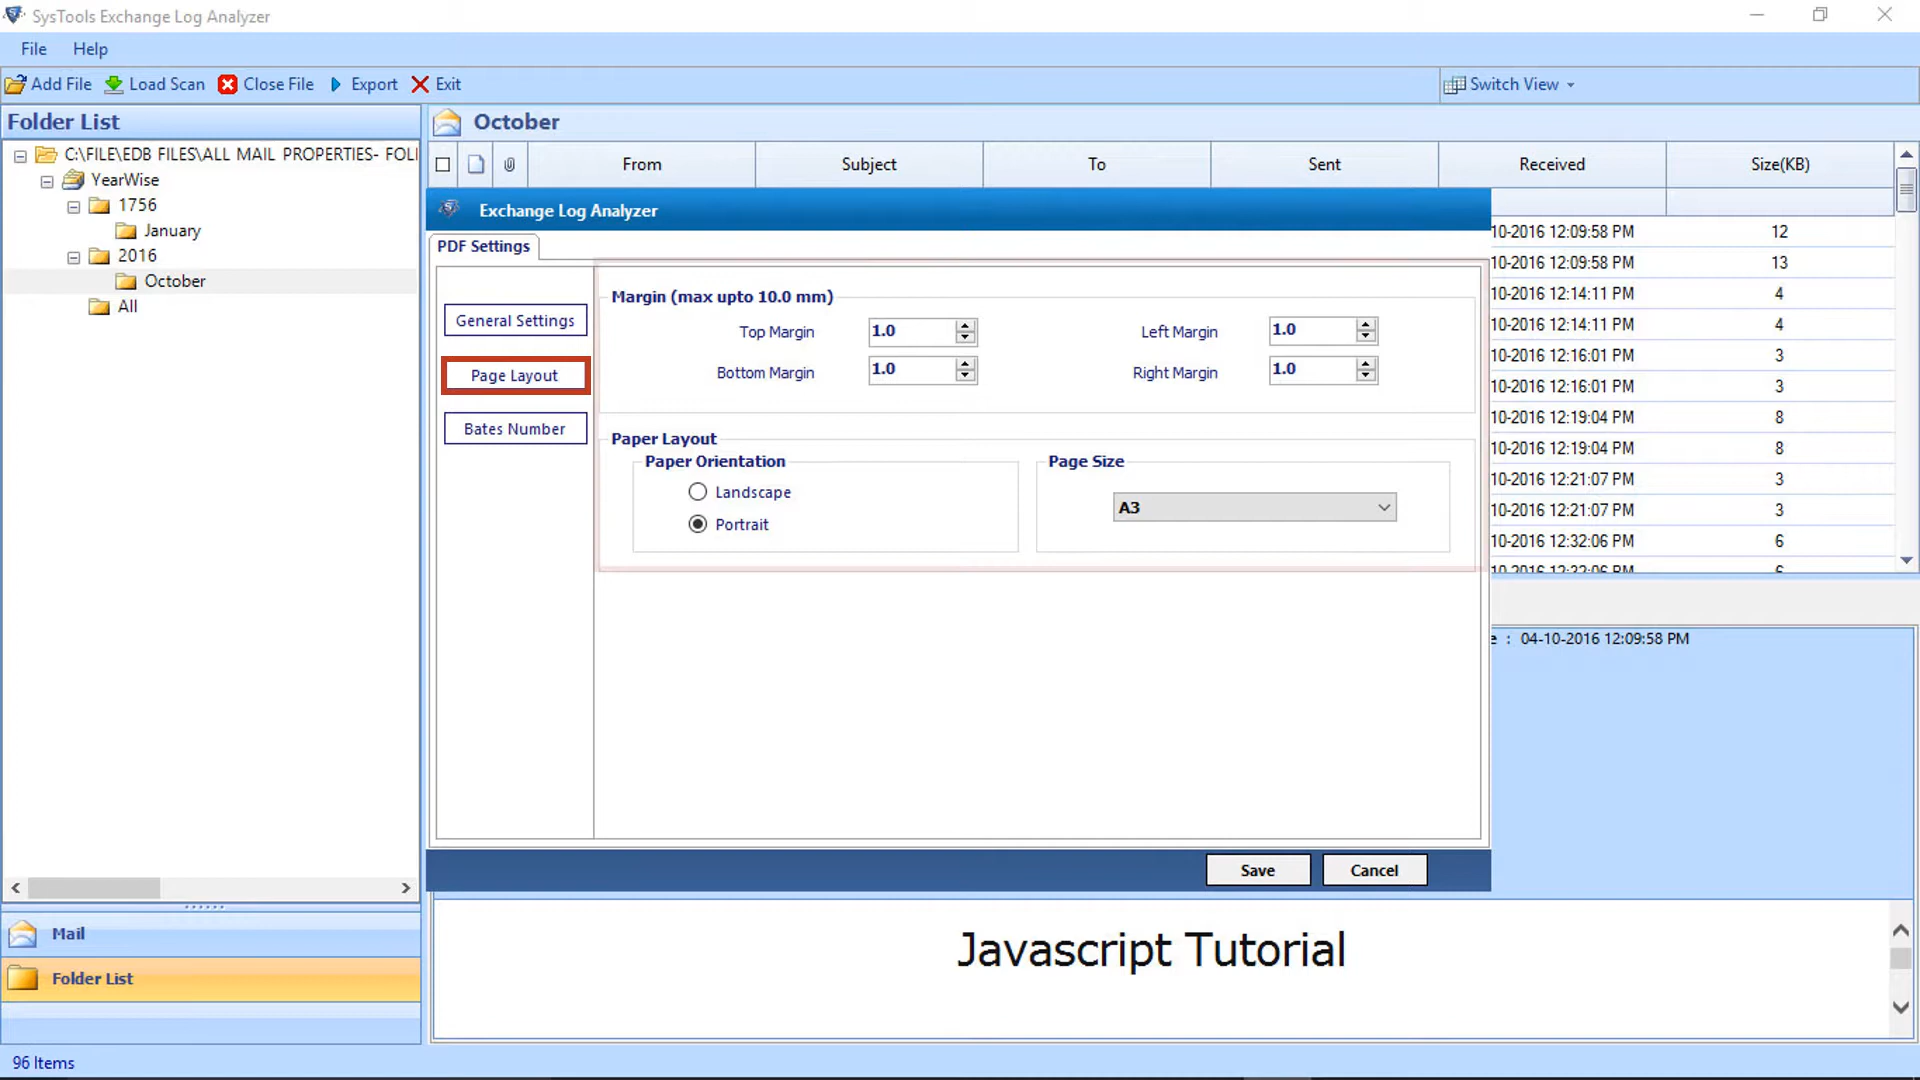 SysTools Exchange Log Analyzer
File Help
Add File Load Scan Close File Export Exit Switch View
Folder List
C:\FILE\EDB FILES\ALL MAIL PROPERTIES- FOL
YearWise
1756
January
2016
October
All
October
From Subject To Sent Received Size(KB)
10-2016 12:09:58 PM 12
10-2016 12:09:58 PM 13
10-2016 12:14:11 PM 4
10-2016 12:14:11 PM 4
10-2016 12:16:01 PM 3
10-2016 12:16:01 PM 3
10-2016 12:19:04 PM 8
10-2016 12:19:04 PM 8
10-2016 12:21:07 PM 3
10-2016 12:21:07 PM 3
10-2016 12:32:06 PM 6
10-2016 12:32:06 PM 6
Exchange Log Analyzer
PDF Settings
General Settings
Page Layout
Bates Number
Margin (max upto 10.0 mm)
Top Margin 1.0 Left Margin 1.0
Bottom Margin 1.0 Right Margin 1.0
Paper Layout
Paper Orientation
Landscape
Portrait
Page Size
A3
Save Cancel
e : 04-10-2016 12:09:58 PM
Javascript Tutorial
Mail
Folder List
96 Items